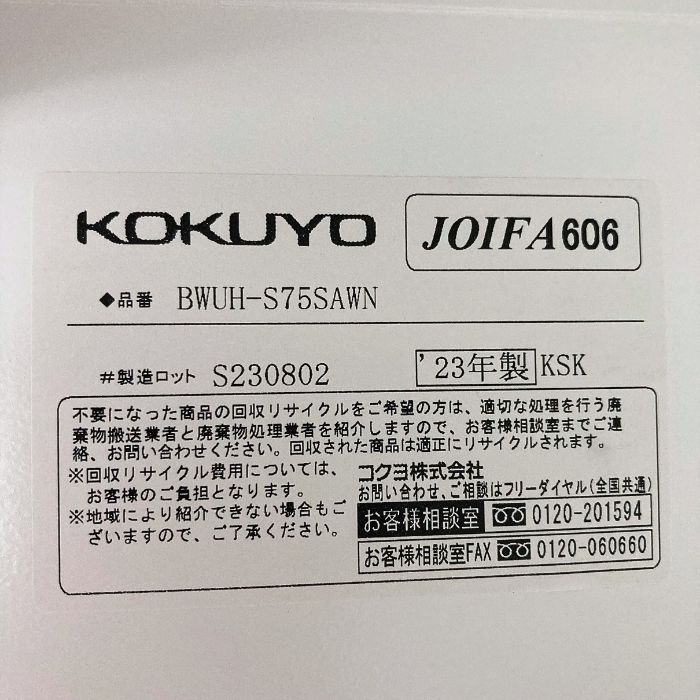 KOKUYO
JOIFA606
◆品番 BWUH-S75SAWN
#製造ロット S230802 '23年製 KSK
不要になった商品の回収リサイクルをご希望の方は、適切な処理を行う廃
棄物搬送業者と廃棄物処理業者を紹介しますので、お客様相談室までご連
絡、お問い合わせください。回収された商品は適正にリサイクルされます。
※回収リサイクル費用については、
お客様のご負担となります。
※地域により紹介できない場合もご
ざいますので、ご了承ください。
コクヨ株式会社
お問い合わせ、ご相談はフリーダイヤル(全国共通)
お客様相談室 0120-201594
お客様相談室FAX 0120-060660